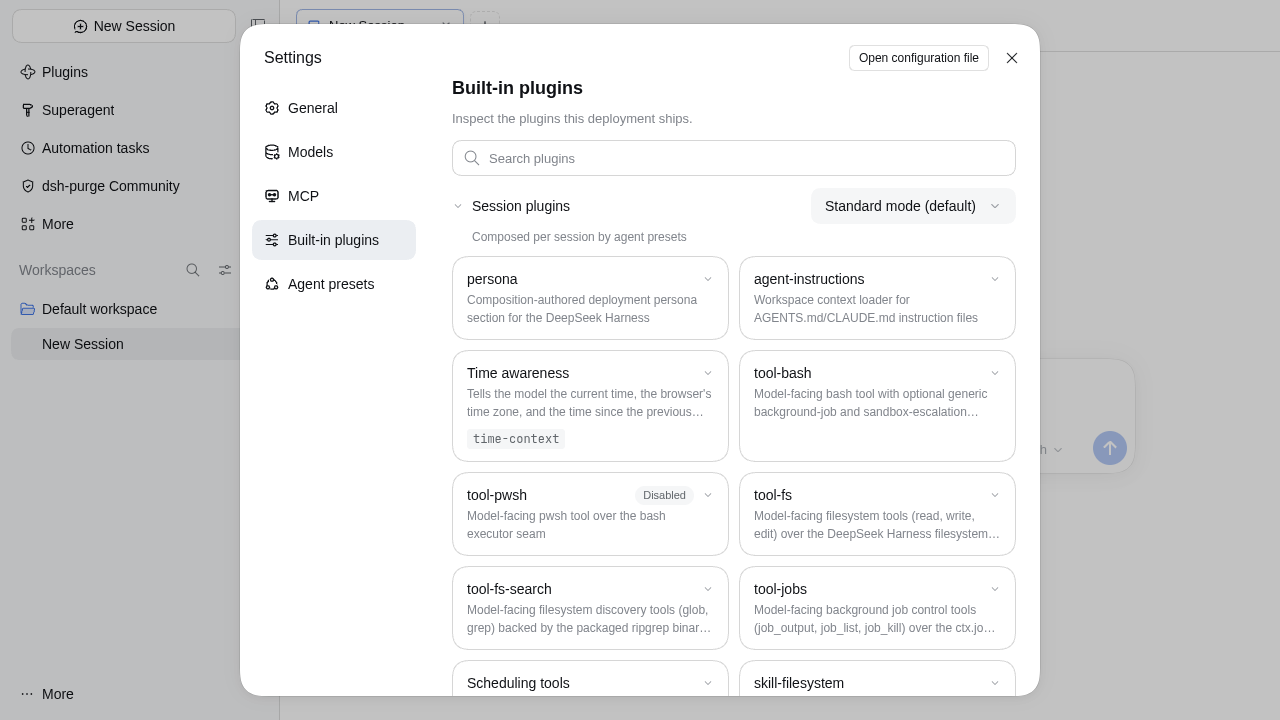 New Session
New Session
Plugins
Superagent
Automation tasks
dsh-purge Community
More
Workspaces
Default workspace
New Session
More
Settings
Open configuration file
General
Models
MCP
Built-in plugins
Agent presets
Built-in plugins
Inspect the plugins this deployment ships.
Search plugins
Session plugins
Standard mode (default)
Composed per session by agent presets
persona
Composition-authored deployment persona
section for the DeepSeek Harness
agent-instructions
Workspace context loader for
AGENTS.md/CLAUDE.md instruction files
Time awareness
Tells the model the current time, the browser's
time zone, and the time since the previous…
time-context
tool-bash
Model-facing bash tool with optional generic
background-job and sandbox-escalation…
tool-pwsh
Disabled
Model-facing pwsh tool over the bash
executor seam
tool-fs
Model-facing filesystem tools (read, write,
edit) over the DeepSeek Harness filesystem…
tool-fs-search
Model-facing filesystem discovery tools (glob,
grep) backed by the packaged ripgrep binar…
tool-jobs
Model-facing background job control tools
(job_output, job_list, job_kill) over the ctx.jo…
Scheduling tools
skill-filesystem